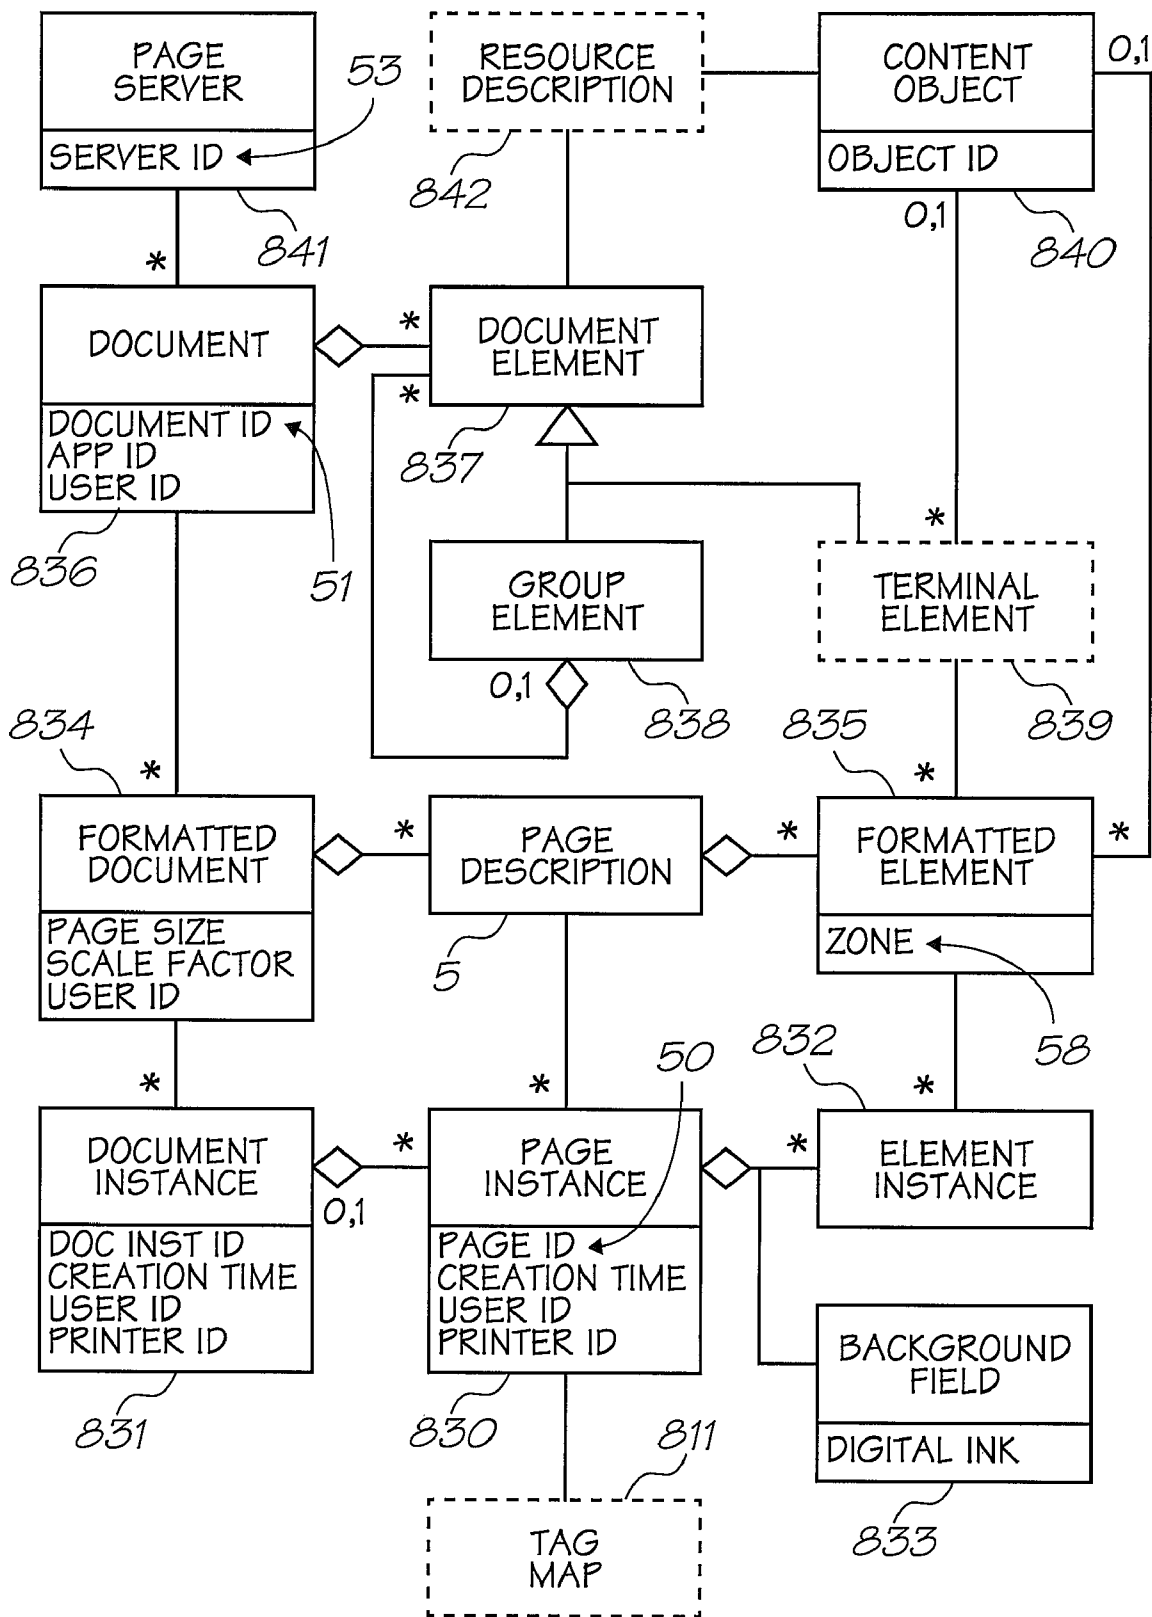 PAGE
SERVER
SERVER ID
53
841
*
RESOURCE
DESCRIPTION
842
CONTENT
OBJECT
OBJECT ID
0,1
0,1
840
DOCUMENT
DOCUMENT ID
APP ID
USER ID
836
51
*
*
DOCUMENT
ELEMENT
837
GROUP
ELEMENT
0,1
838
*
TERMINAL
ELEMENT
839
834
*
FORMATTED
DOCUMENT
PAGE SIZE
SCALE FACTOR
USER ID
*
PAGE
DESCRIPTION
5
835
*
*
*
FORMATTED
ELEMENT
ZONE
58
*
DOCUMENT
INSTANCE
DOC INST ID
CREATION TIME
USER ID
PRINTER ID
831
*
0,1
50
*
PAGE
INSTANCE
PAGE ID
CREATION TIME
USER ID
PRINTER ID
830
832
*
*
ELEMENT
INSTANCE
BACKGROUND
FIELD
DIGITAL INK
833
811
TAG
MAP